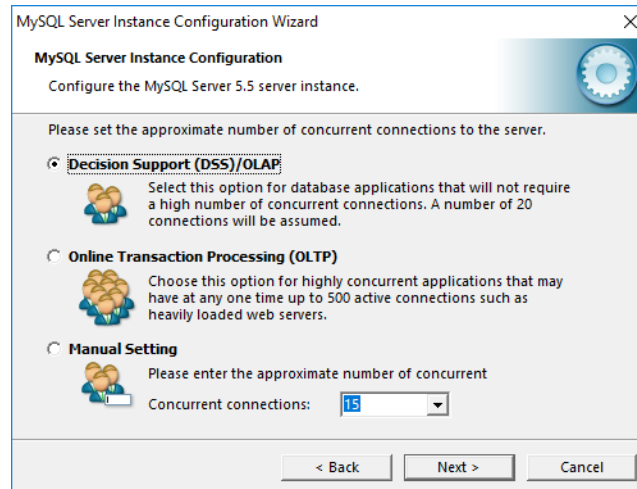 MySQL Server Instance Configuration Wizard
MySQL Server Instance Configuration
Configure the MySQL Server 5.5 server instance.
Please set the approximate number of concurrent connections to the server.
Decision Support (DSS)/OLAP
Select this option for database applications that will not require
a high number of concurrent connections. A number of 20
connections will be assumed.
Online Transaction Processing (OLTP)
Choose this option for highly concurrent applications that may
have at any one time up to 500 active connections such as
heavily loaded web servers.
Manual Setting
Please enter the approximate number of concurrent
Concurrent connections: 15
< Back Next > Cancel